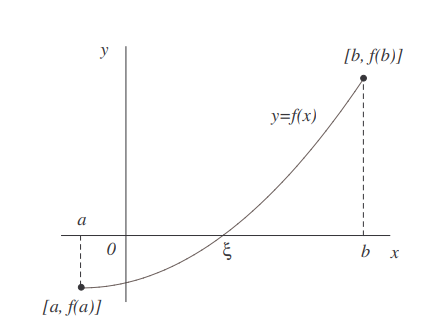 y
[b, f(b)]
y=f(x)
a
0
ξ
b
x
[a, f(a)]